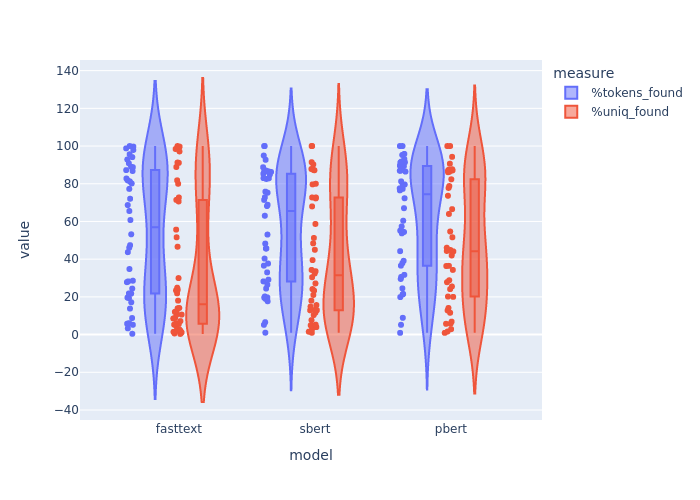 140
120
100
80
60
40
20
0
−20
−40
value
fasttext
sbert
pbert
model
measure
%tokens_found
%uniq_found